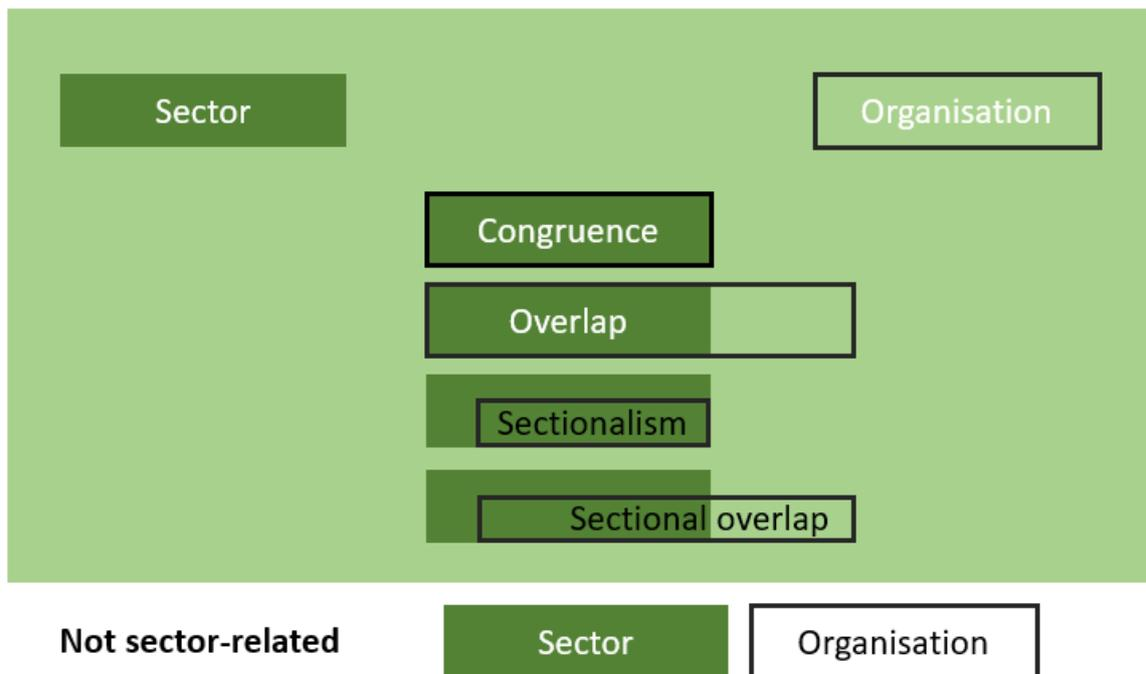 Sector
Organisation
Congruence
Overlap
Sectionalism
Sectional overlap
Not sector-related
Sector
Organisation